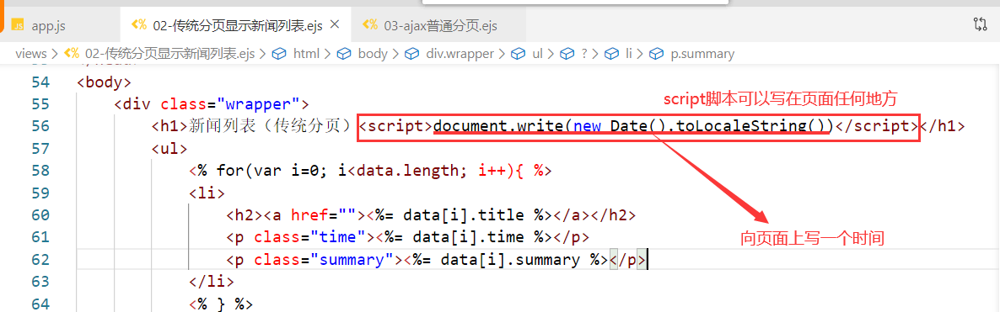 app.js 02-传统分页显示新闻列表.ejs 03-ajax普通分页.ejs
views > 02-传统分页显示新闻列表.ejs > html > body > div.wrapper > ul > ? > li > p.summary
54 <body>
script脚本可以写在页面任何地方
55 <div class="wrapper">
56 <h1>新闻列表（传统分页）<script>document.write(new Date().toLocaleString())</script></h1>
57 <ul>
58 <% for(var i=0; i<data.length; i++){ %>
59 <li>
60 <h2><a href=""><%= data[i].title %></a></h2>
61 <p class="time"><%= data[i].time %></p>
向页面上写一个时间
62 <p class="summary"><%= data[i].summary %></p>
63 </li>
64 <% } %>